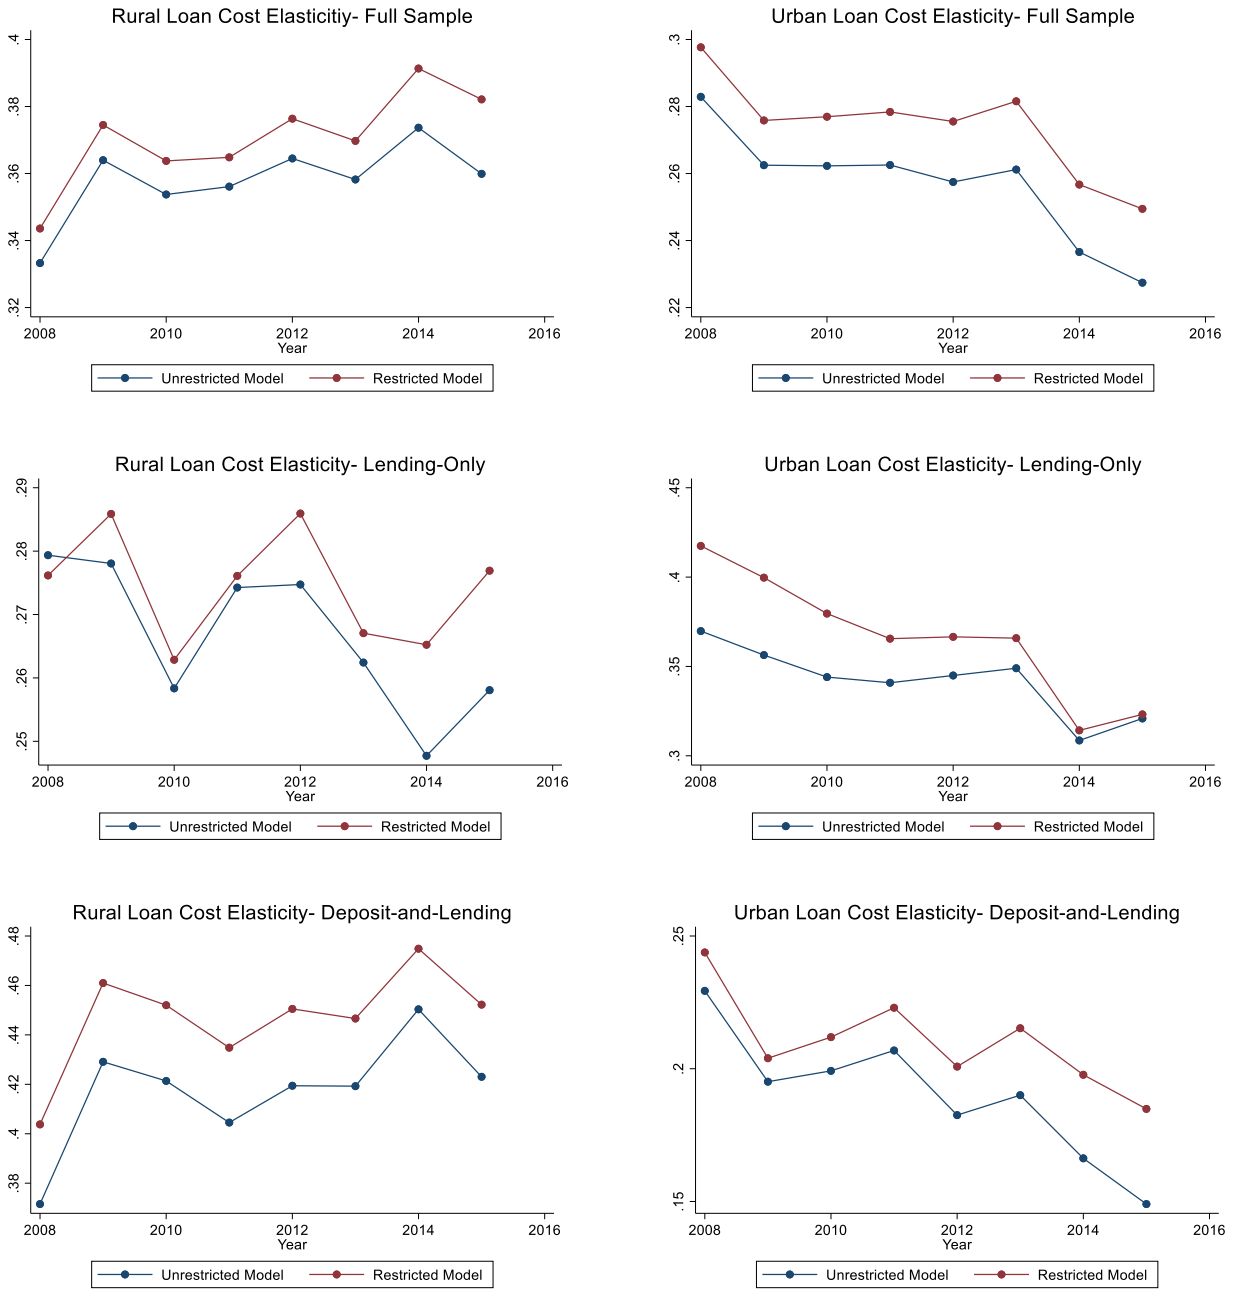 Rural Loan Cost Elasticitiy- Full Sample
.4
.38
.36
.34
.32
2008 2010 2012 2014 2016
Year
Unrestricted Model Restricted Model
Urban Loan Cost Elasticity- Full Sample
.3
.28
.26
.24
.22
2008 2010 2012 2014 2016
Year
Unrestricted Model Restricted Model
Rural Loan Cost Elasticity- Lending-Only
.29
.28
.27
.26
.25
2008 2010 2012 2014 2016
Year
Unrestricted Model Restricted Model
Urban Loan Cost Elasticity- Lending-Only
.45
.4
.35
.3
2008 2010 2012 2014 2016
Year
Unrestricted Model Restricted Model
Rural Loan Cost Elasticity- Deposit-and-Lending
.48
.46
.44
.42
.4
.38
2008 2010 2012 2014 2016
Year
Unrestricted Model Restricted Model
Urban Loan Cost Elasticity- Deposit-and-Lending
.25
.2
.15
2008 2010 2012 2014 2016
Year
Unrestricted Model Restricted Model